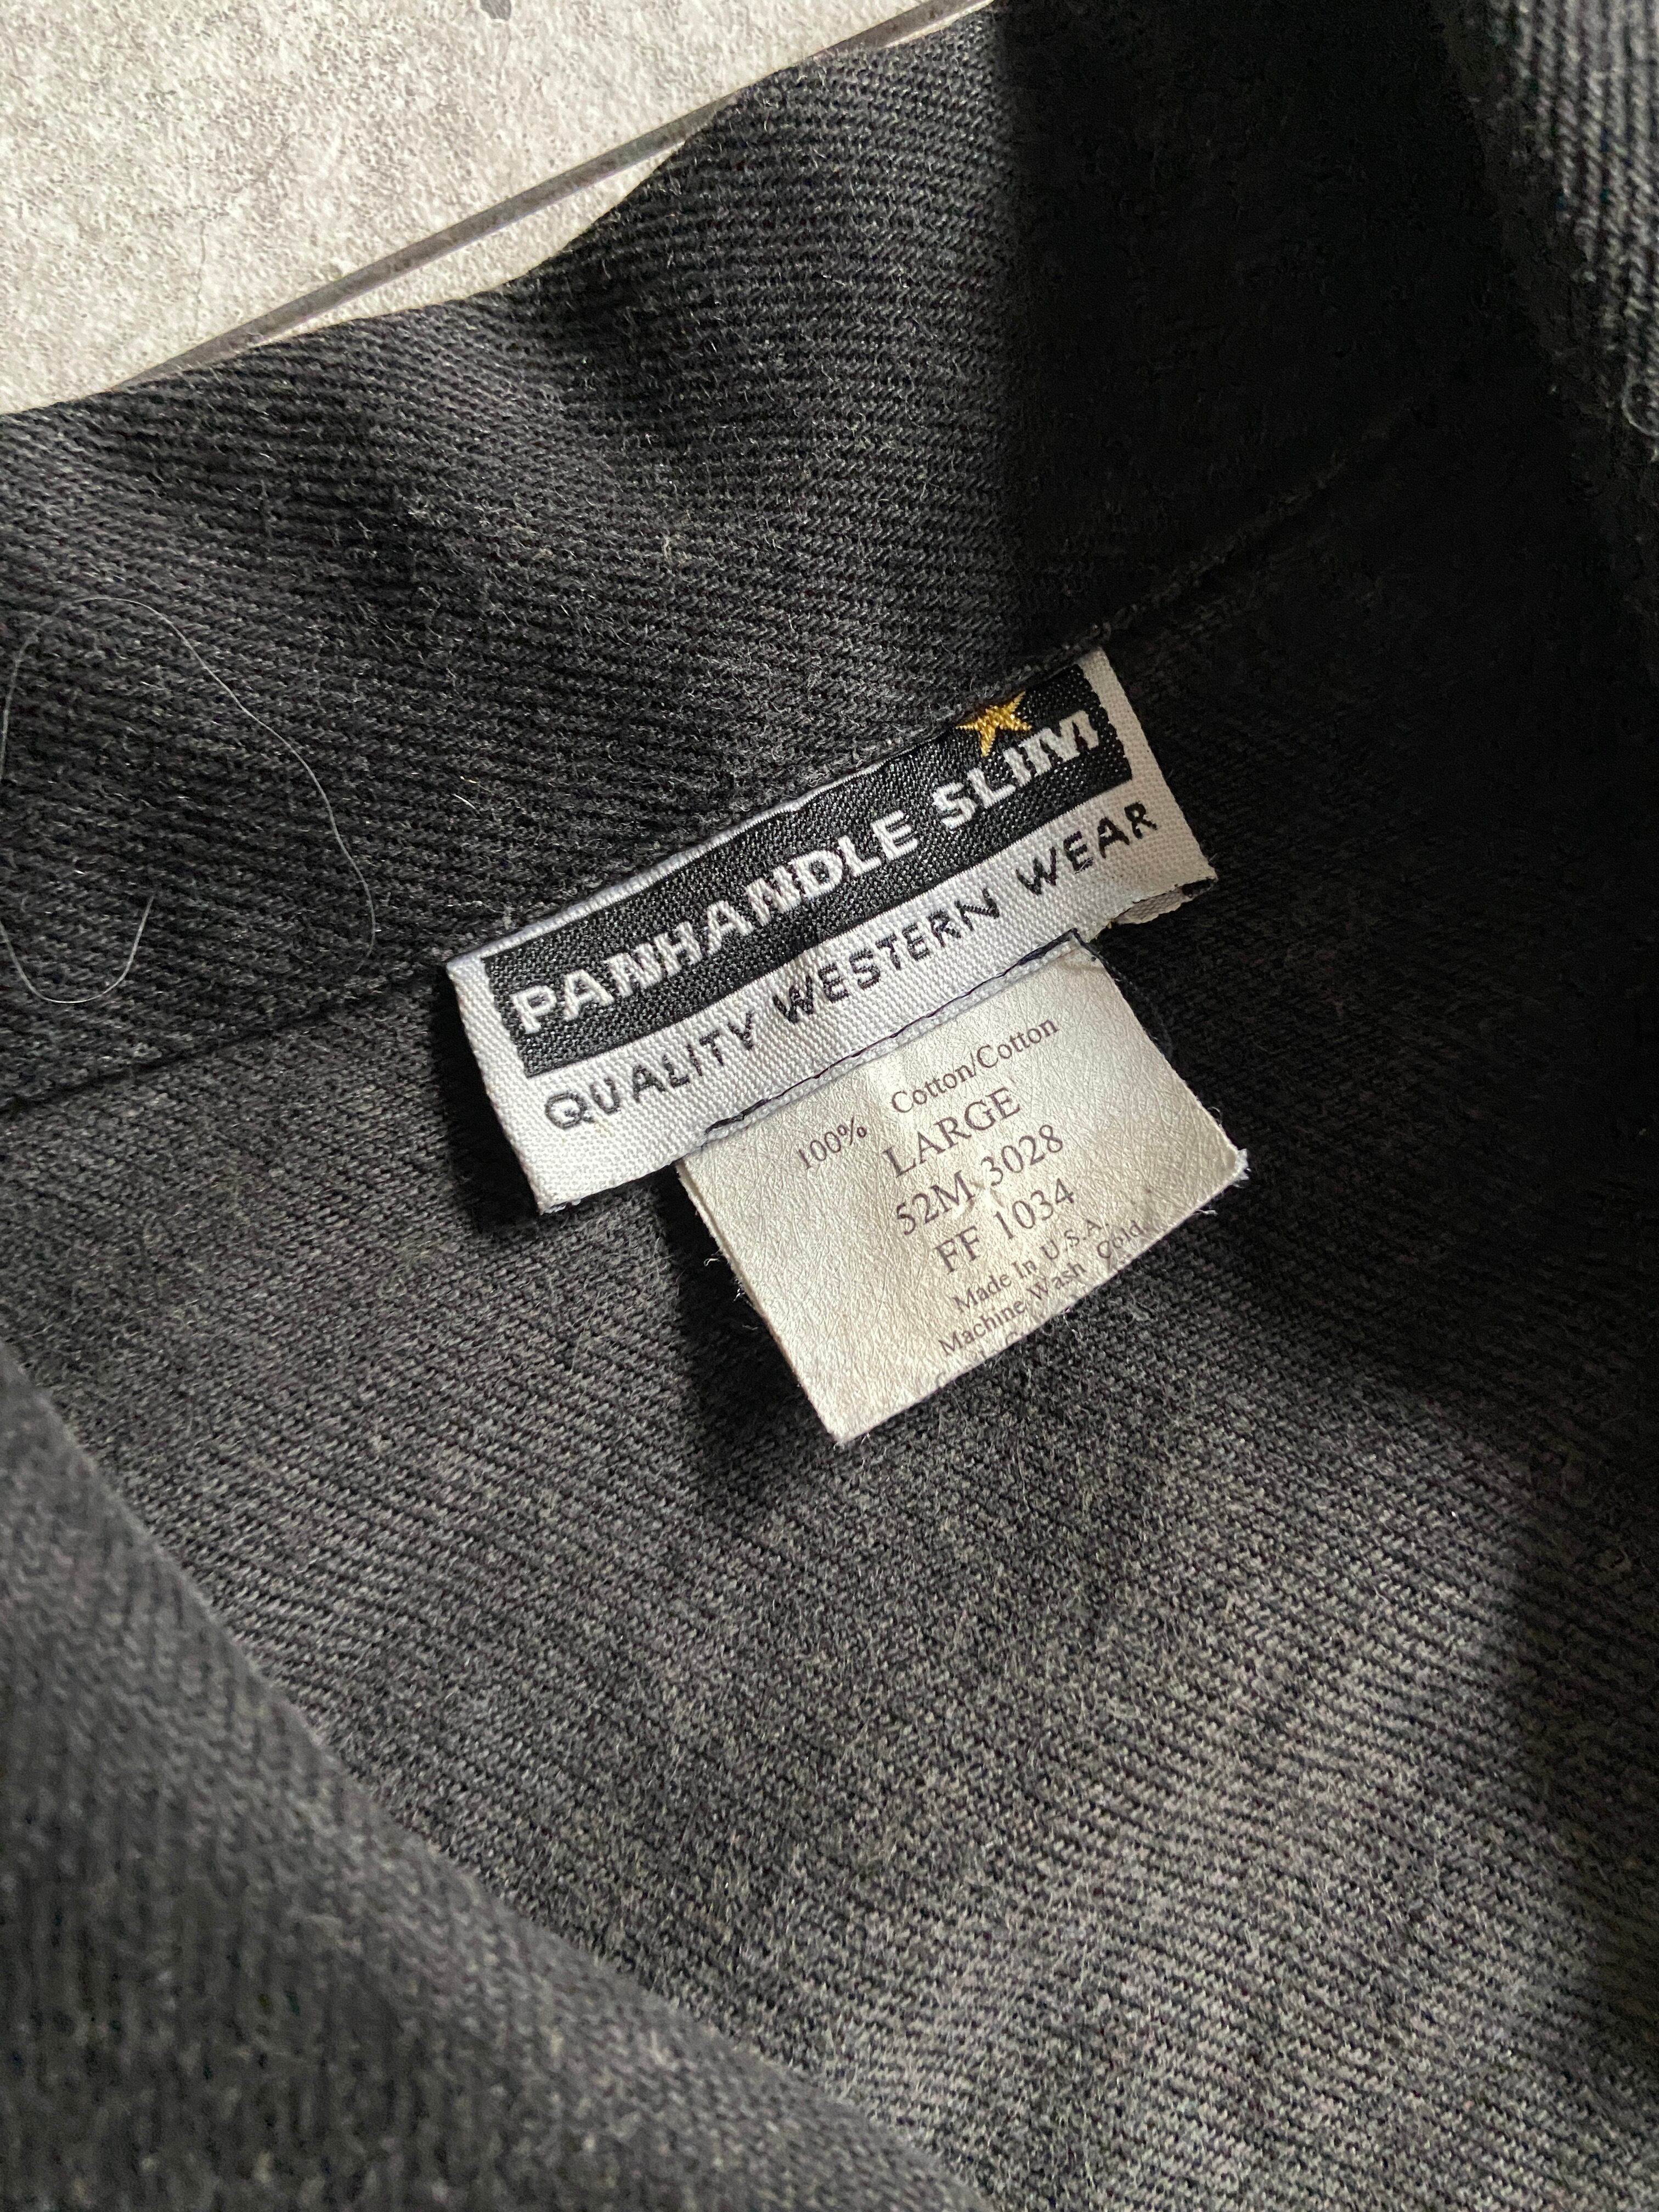 PANHANDLE SLIM
QUALITY WESTERN WEAR
100% Cotton/Cotton
LARGE
52M 3028
FF 1034
Made In U.S.A.
Machine Wash Cold